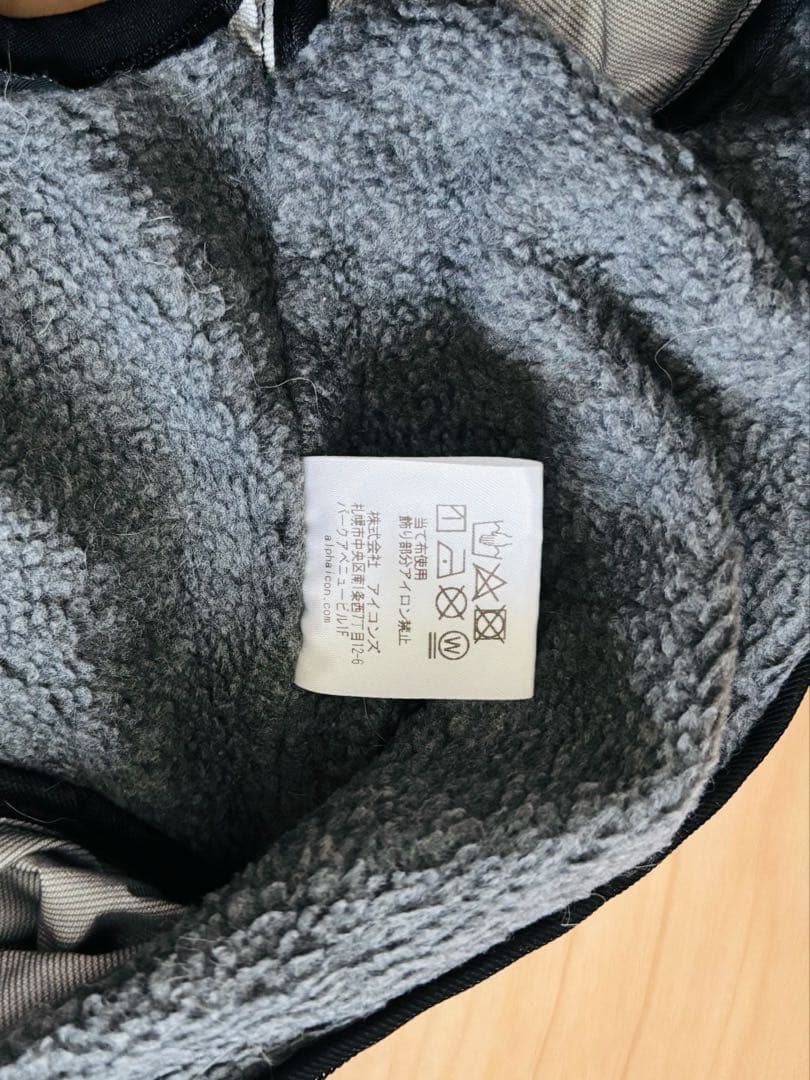 当て布使用
飾り部分アイロン禁止
株式会社 アイコンズ
札幌市中央区南1条西7丁目12-6
パークアベニュービル1F
alphaicon.com
W